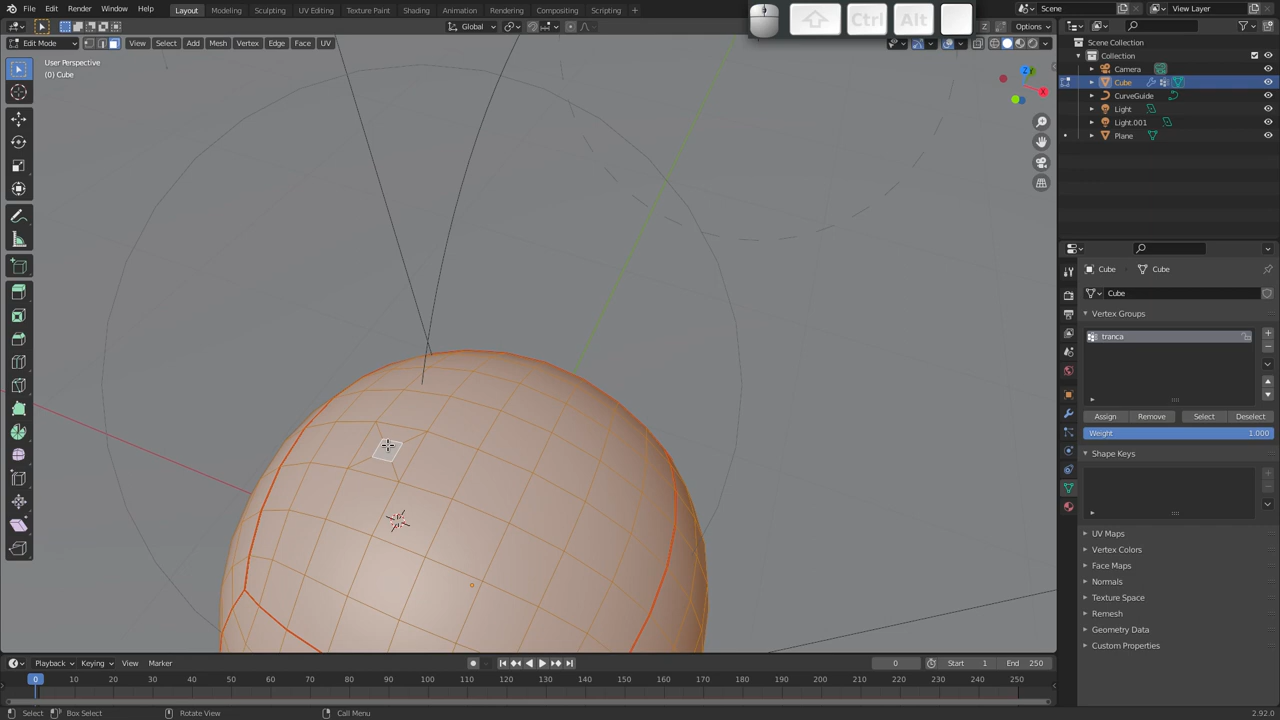 File Edit Render Window Help Layout Modeling Sculpting UV Editing Texture Paint Shading Animation Rendering Compositing Scripting + Scene View Layer
Global Options
Edit Mode View Select Add Mesh Vertex Edge Face UV
Ctrl Alt
User Perspective
(0) Cube
Z
Y
X
Scene Collection
Collection
Camera
Cube
CurveGuide
Light
Light.001
Plane
Cube Cube
Cube
Vertex Groups
tranca
Assign Remove Select Deselect
Weight 1.000
Shape Keys
UV Maps
Vertex Colors
Face Maps
Normals
Texture Space
Remesh
Geometry Data
Custom Properties
Playback Keying View Marker 0 Start 1 End 250
0 10 20 30 40 50 60 70 80 90 100 110 120 130 140 150 160 170 180 190 200 210 220 230 240 250
Select Box Select Rotate View Call Menu 2.92.0